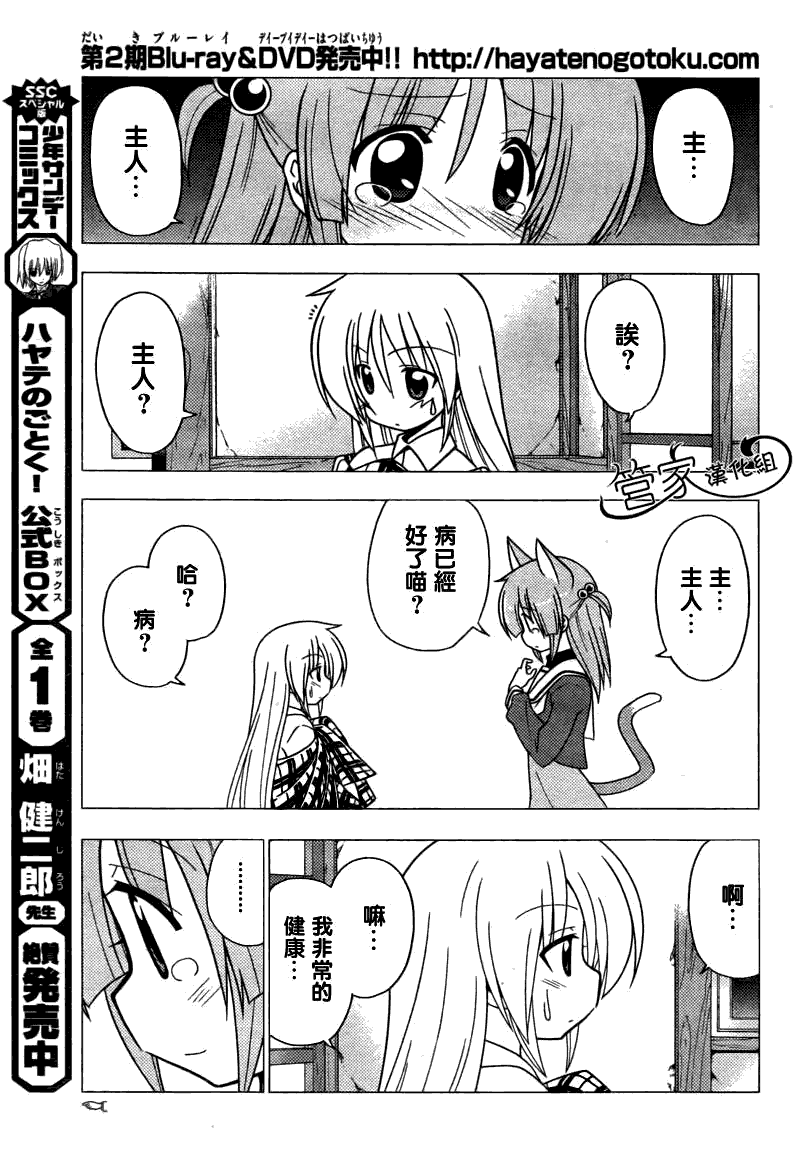 だい き ブルーレイ ディーブイディーはつばいちゅう
第2期Blu-ray&DVD発売中!! http://hayatenogotoku.com
SSC
スペシャル
版
少年サンデー
コミックス
ハヤテのごとく! 公式BOX
こうしき ボックス
全1巻
畑 健二郎
はた けんじろう
先生
絶賛
発売中
主…
主
人…
誒?
主
人?
管家漢化組
主…
主人…
病已經
好了喵?
哈?
病?
啊…
嘛…
我非常的
健康…
………